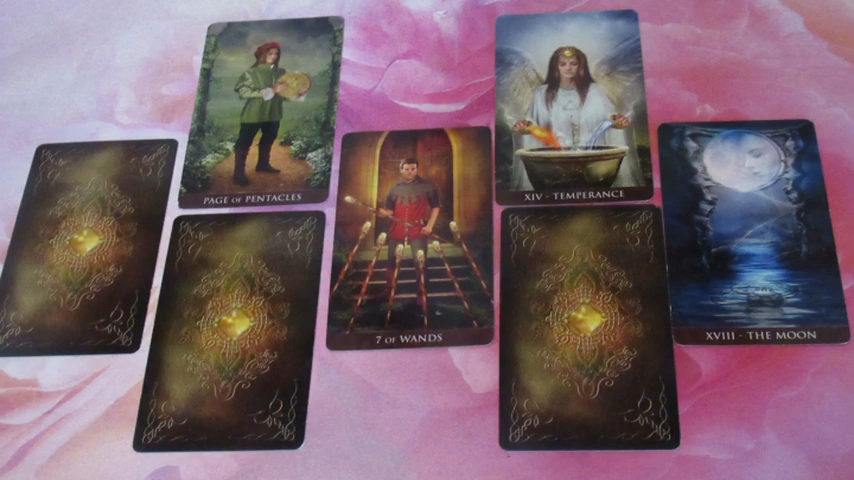 PAGE OF PENTACLES
XIV - TEMPERANCE
7 OF WANDS
XVIII - THE MOON